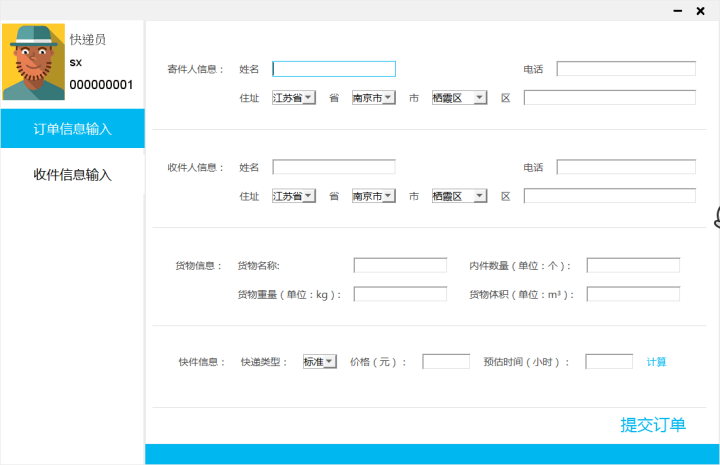 快递员
sx
000000001
订单信息输入
收件信息输入
寄件人信息： 姓名 电话
住址 江苏省 省 南京市 市 栖霞区 区
收件人信息： 姓名 电话
住址 江苏省 省 南京市 市 栖霞区 区
货物信息： 货物名称: 内件数量（单位：个）：
货物重量（单位：kg）： 货物体积（单位：m³）：
快件信息： 快递类型： 标准 价格（元）： 预估时间（小时）： 计算
提交订单